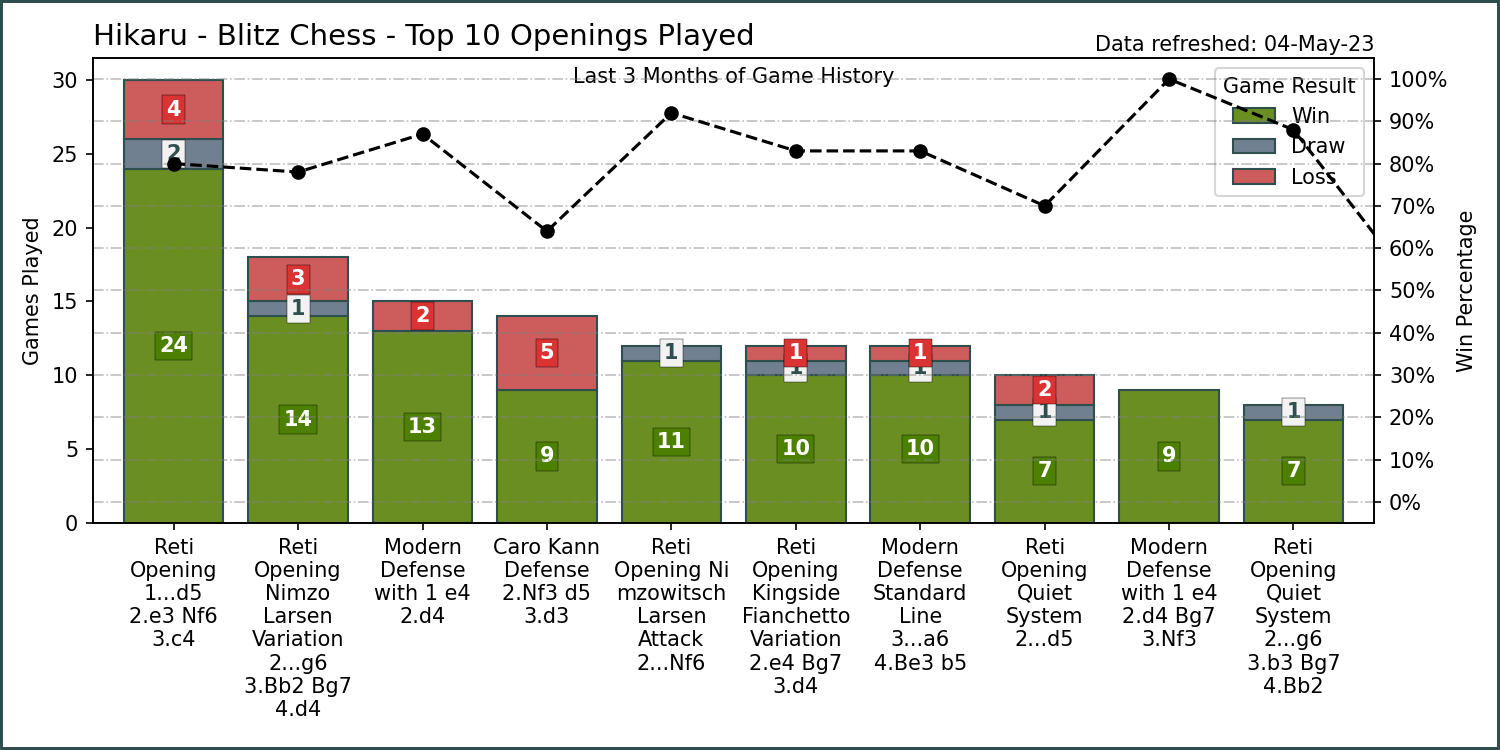 Hikaru - Blitz Chess - Top 10 Openings Played
Data refreshed: 04-May-23
Last 3 Months of Game History
Game Result
Win
Draw
Loss
Games Played
30
25
20
15
10
5
0
Win Percentage
100%
90%
80%
70%
60%
50%
40%
30%
20%
10%
0%
4
2
24
3
1
14
2
13
5
9
1
11
1
1
10
1
1
10
2
1
7
9
1
7
Reti
Opening
1...d5
2.e3 Nf6
3.c4
Reti
Opening
Nimzo
Larsen
Variation
2...g6
3.Bb2 Bg7
4.d4
Modern
Defense
with 1 e4
2.d4
Caro Kann
Defense
2.Nf3 d5
3.d3
Reti
Opening Ni
mzowitsch
Larsen
Attack
2...Nf6
Reti
Opening
Kingside
Fianchetto
Variation
2.e4 Bg7
3.d4
Modern
Defense
Standard
Line
3...a6
4.Be3 b5
Reti
Opening
Quiet
System
2...d5
Modern
Defense
with 1 e4
2.d4 Bg7
3.Nf3
Reti
Opening
Quiet
System
2...g6
3.b3 Bg7
4.Bb2